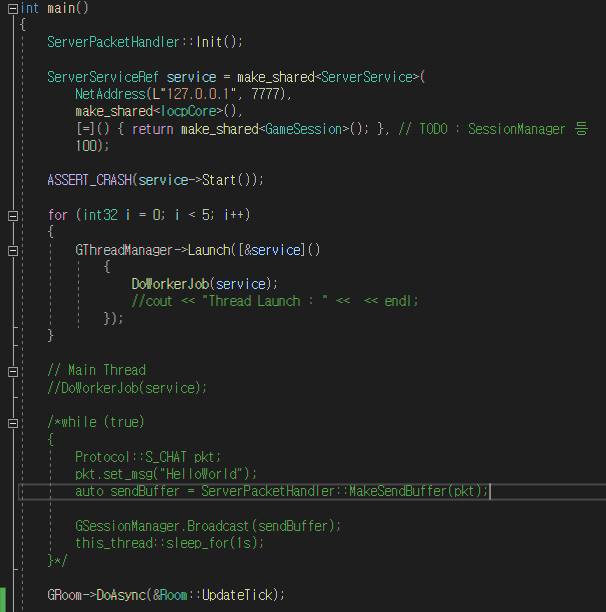 int main()
{
ServerPacketHandler::Init();
ServerServiceRef service = make_shared<ServerService>(
NetAddress(L"127.0.0.1", 7777),
make_shared<IocpCore>(),
[=]() { return make_shared<GameSession>(); }, // TODO : SessionManager 등
100);
ASSERT_CRASH(service->Start());
for (int32 i = 0; i < 5; i++)
{
GThreadManager->Launch([&service]()
{
DoWorkerJob(service);
//cout << "Thread Launch : " <<  << endl;
});
}
// Main Thread
//DoWorkerJob(service);
/*while (true)
{
Protocol::S_CHAT pkt;
pkt.set_msg("HelloWorld");
auto sendBuffer = ServerPacketHandler::MakeSendBuffer(pkt);
GSessionManager.Broadcast(sendBuffer);
this_thread::sleep_for(1s);
}*/
GRoom->DoAsync(&Room::UpdateTick);